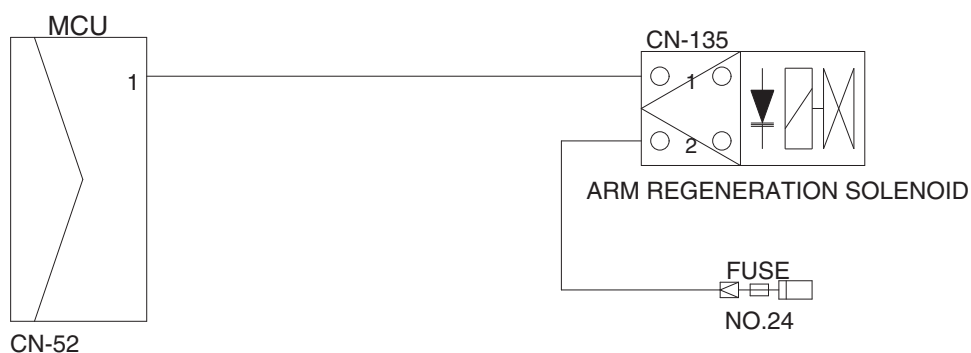 MCU
CN-135
1
1
2
ARM REGENERATION SOLENOID
FUSE
NO.24
CN-52